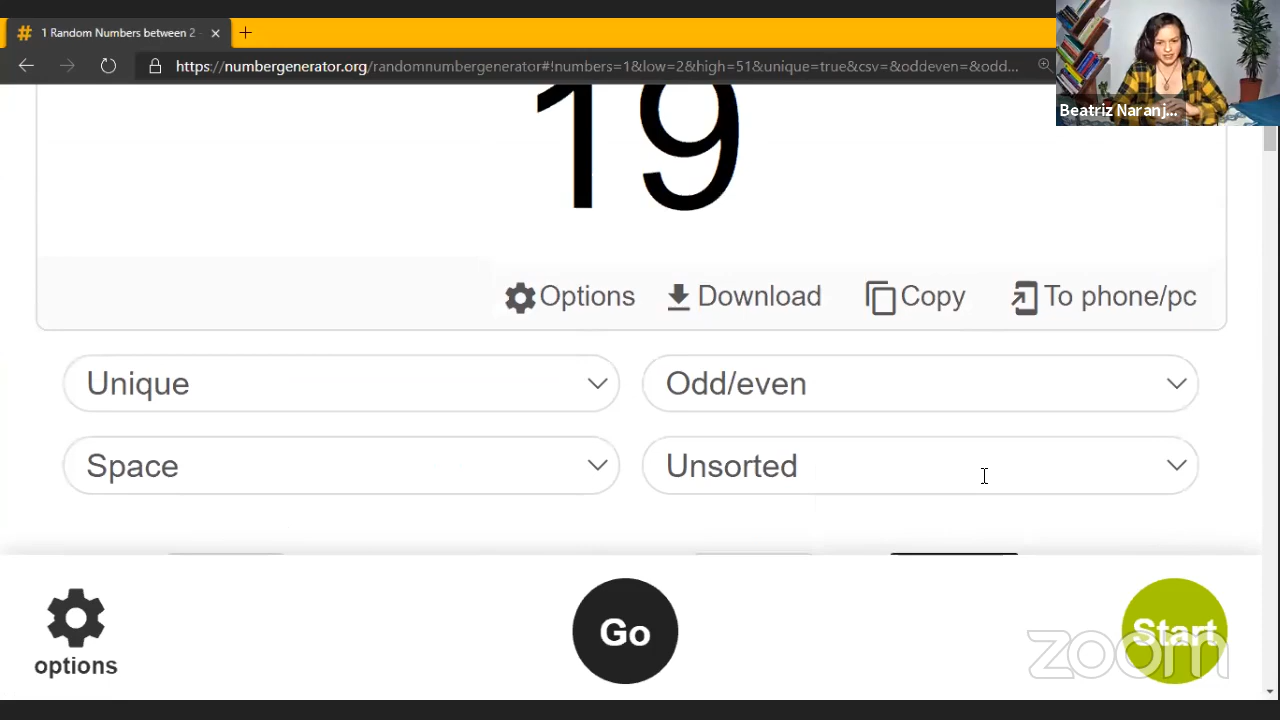 1 Random Numbers between 2 -
https://numbergenerator.org/randomnumbergenerator#!numbers=1&low=2&high=51&unique=true&csv=&oddeven=&odd...
Beatriz Naranj...
19
Options Download Copy To phone/pc
Unique Odd/even
Space Unsorted
Go Start
options
zoom